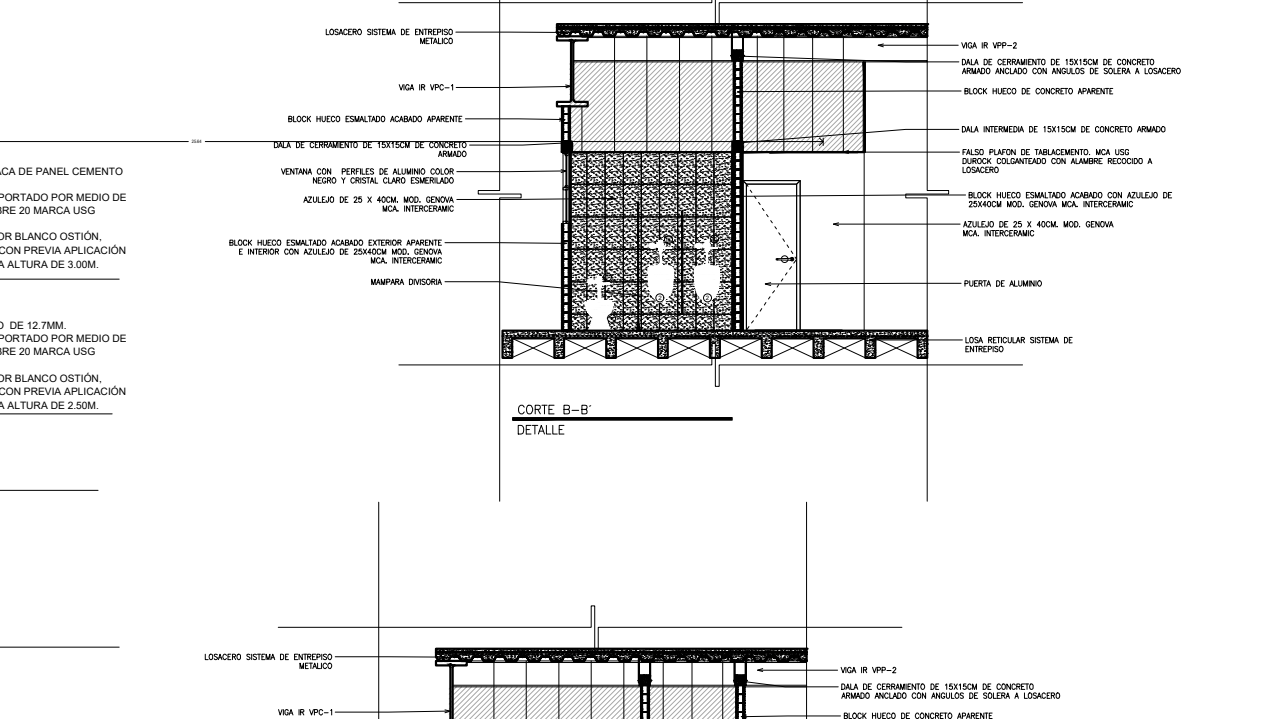 LOSACERO SISTEMA DE ENTREPISO
METALICO
VIGA IR VPC-1
BLOCK HUECO ESMALTADO ACABADO APARENTE
DALA DE CERRAMIENTO DE 15X15CM DE CONCRETO
ARMADO
VENTANA CON PERFILES DE ALUMINIO COLOR
NEGRO Y CRISTAL CLARO ESMERILADO
AZULEJO DE 25 X 40CM. MOD. GENOVA
MCA. INTERCERAMIC
BLOCK HUECO ESMALTADO ACABADO EXTERIOR APARENTE
E INTERIOR CON AZULEJO DE 25X40CM MOD. GENOVA
MCA. INTERCERAMIC
MAMPARA DIVISORIA
VIGA IR VPP-2
DALA DE CERRAMIENTO DE 15X15CM DE CONCRETO
ARMADO ANCLADO CON ANGULOS DE SOLERA A LOSACERO
BLOCK HUECO DE CONCRETO APARENTE
DALA INTERMEDIA DE 15X15CM DE CONCRETO ARMADO
FALSO PLAFON DE TABLACEMENTO. MCA USG
DUROCK COLGANTEADO CON ALAMBRE RECOCIDO A
LOSACERO
BLOCK HUECO ESMALTADO ACABADO CON AZULEJO DE
25X40CM MOD. GENOVA MCA. INTERCERAMIC
AZULEJO DE 25 X 40CM. MOD. GENOVA
MCA. INTERCERAMIC
PUERTA DE ALUMINIO
LOSA RETICULAR SISTEMA DE
ENTREPISO
CORTE B-B'
DETALLE
ACA DE PANEL CEMENTO
PORTADO POR MEDIO DE
BRE 20 MARCA USG
OR BLANCO OSTIÓN,
CON PREVIA APLICACIÓN
A ALTURA DE 3.00M.
O DE 12.7MM.
PORTADO POR MEDIO DE
BRE 20 MARCA USG
OR BLANCO OSTIÓN,
CON PREVIA APLICACIÓN
A ALTURA DE 2.50M.
LOSACERO SISTEMA DE ENTREPISO
METALICO
VIGA IR VPC-1
VIGA IR VPP-2
DALA DE CERRAMIENTO DE 15X15CM DE CONCRETO
ARMADO ANCLADO CON ANGULOS DE SOLERA A LOSACERO
BLOCK HUECO DE CONCRETO APARENTE